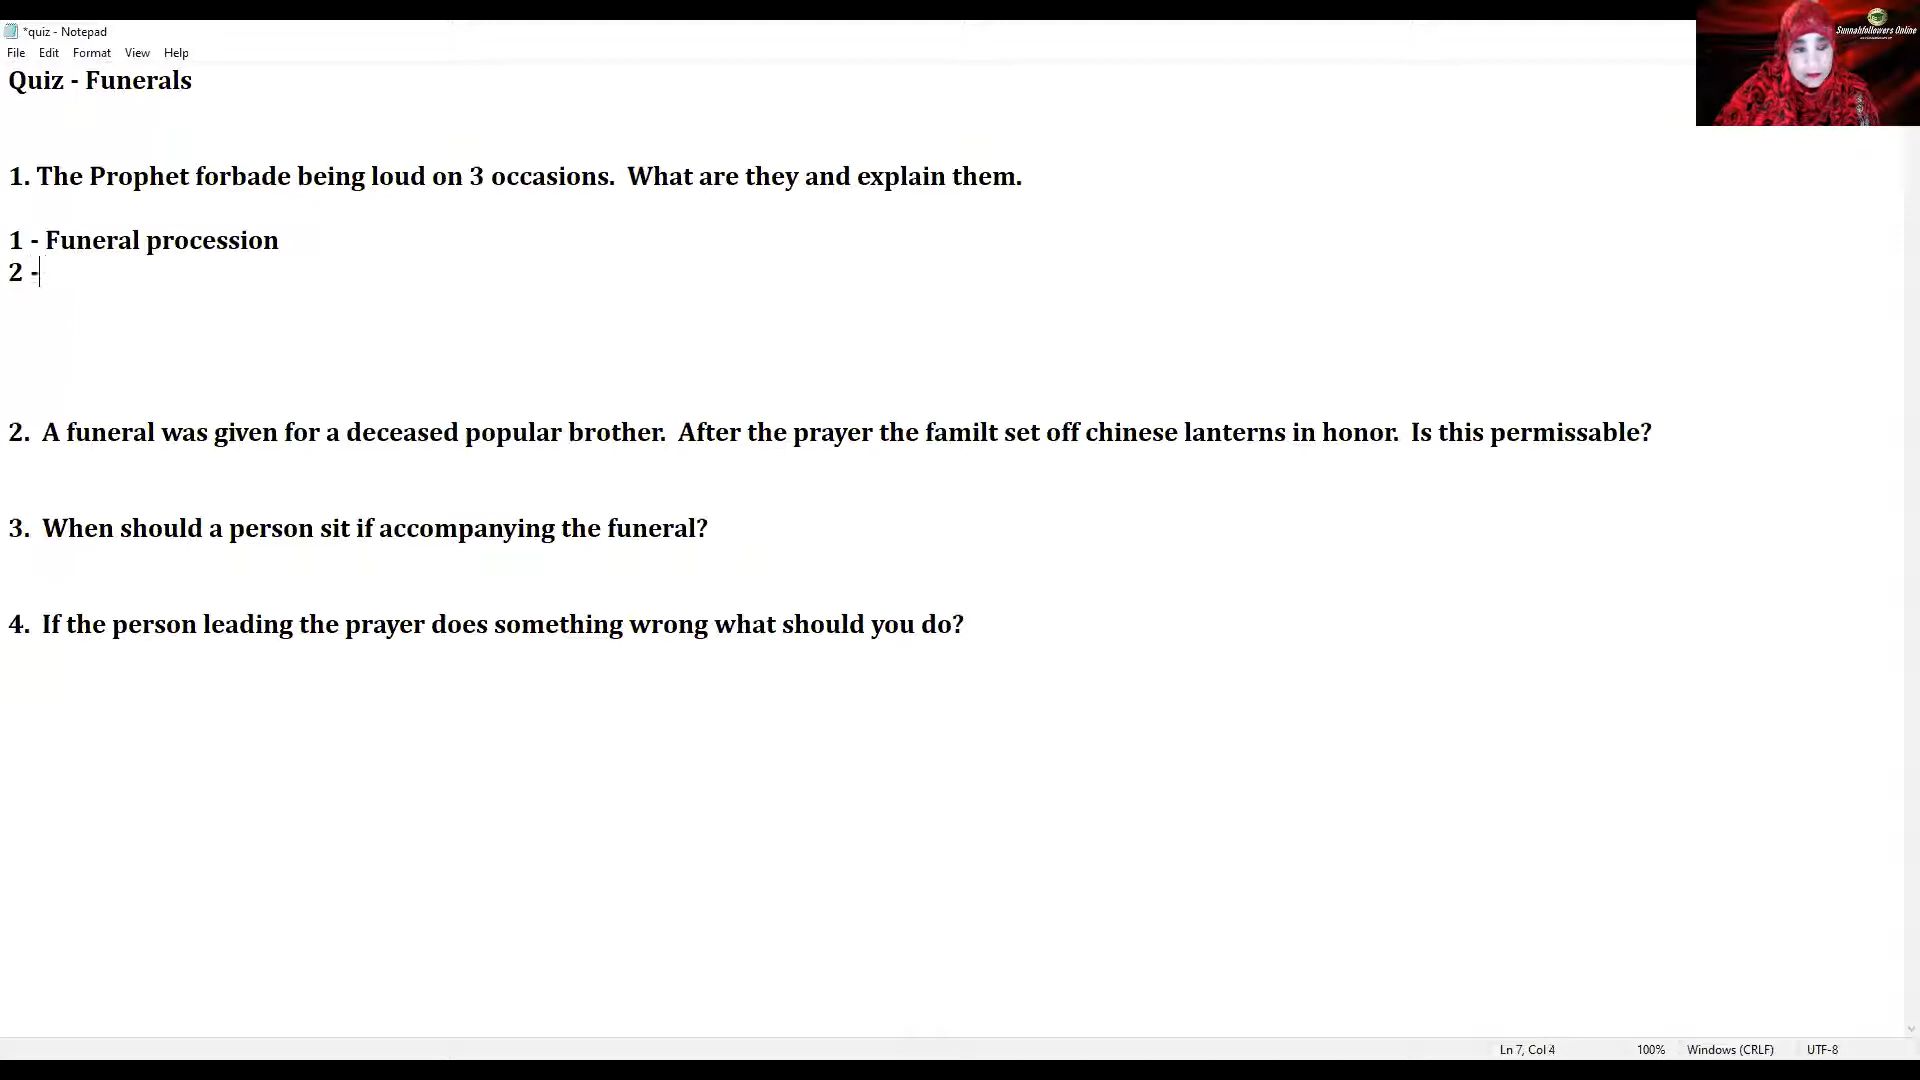 *quiz - Notepad
File Edit Format View Help
Sunnahfollowers Online
Quiz - Funerals
1. The Prophet forbade being loud on 3 occasions. What are they and explain them.
1 - Funeral procession
2 -
2. A funeral was given for a deceased popular brother. After the prayer the familt set off chinese lanterns in honor. Is this permissable?
3. When should a person sit if accompanying the funeral?
4. If the person leading the prayer does something wrong what should you do?
Ln 7, Col 4 100% Windows (CRLF) UTF-8